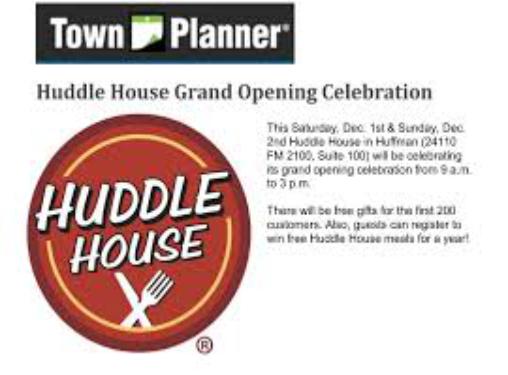 Town Planner®
Huddle House Grand Opening Celebration
This Saturday, Dec. 1st & Sunday, Dec.
2nd Huddle House in Huffman (24110
FM 2100, Suite 100) will be celebrating
its grand opening celebration from 9 a.m.
to 3 p.m.
There will be free gifts for the first 200
customers. Also, guests can register to
win free Huddle House meals for a year!
HUDDLE
HOUSE
®